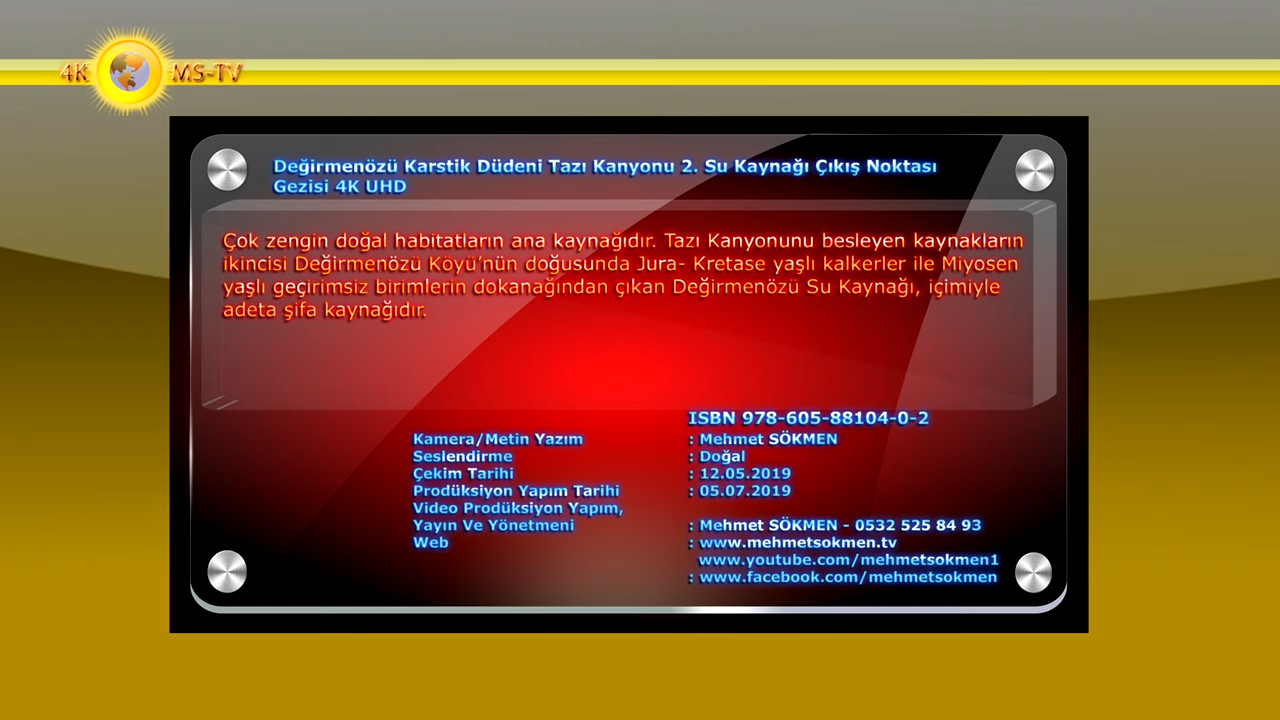 4K MS-TV
Değirmenözü Karstik Düdeni Tazı Kanyonu 2. Su Kaynağı Çıkış Noktası
Gezisi 4K UHD
Çok zengin doğal habitatların ana kaynağıdır. Tazı Kanyonunu besleyen kaynakların
ikincisi Değirmenözü Köyü'nün doğusunda Jura- Kretase yaşlı kalkerler ile Miyosen
yaşlı geçirimsiz birimlerin dokanağından çıkan Değirmenözü Su Kaynağı, içimiyle
adeta şifa kaynağıdır.
ISBN 978-605-88104-0-2
Kamera/Metin Yazım : Mehmet SÖKMEN
Seslendirme : Doğal
Çekim Tarihi : 12.05.2019
Prodüksiyon Yapım Tarihi : 05.07.2019
Video Prodüksiyon Yapım,
Yayın Ve Yönetmeni : Mehmet SÖKMEN - 0532 525 84 93
Web : www.mehmetsokmen.tv
www.youtube.com/mehmetsokmen1
: www.facebook.com/mehmetsokmen